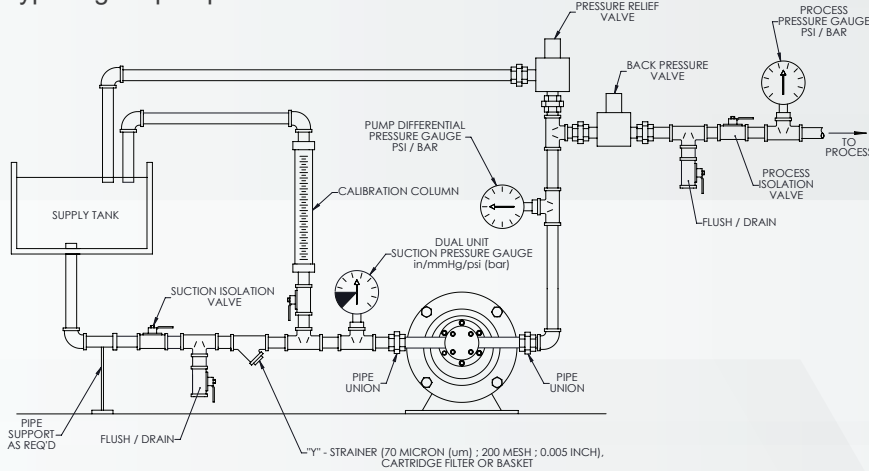 PRESSURE RELIEF
VALVE
PROCESS
PRESSURE GAUGE
PSI / BAR
BACK PRESSURE
VALVE
PUMP DIFFERENTIAL
PRESSURE GAUGE
PSI / BAR
TO
PROCESS
PROCESS
ISOLATION
VALVE
CALIBRATION COLUMN
SUPPLY TANK
FLUSH / DRAIN
DUAL UNIT
SUCTION PRESSURE GAUGE
in/mmHg/psi (bar)
SUCTION ISOLATION
VALVE
PIPE
UNION
PIPE
UNION
PIPE
SUPPORT
AS REQ'D
FLUSH / DRAIN
"Y" - STRAINER (70 MICRON (um) ; 200 MESH ; 0.005 INCH),
CARTRIDGE FILTER OR BASKET